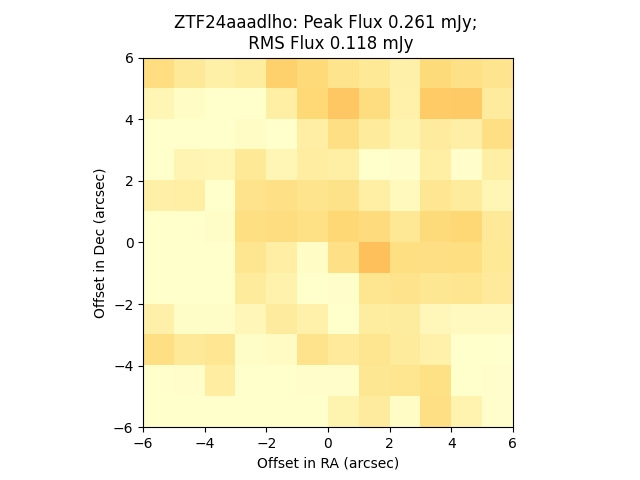 ZTF24aaadlho: Peak Flux 0.261 mJy;
RMS Flux 0.118 mJy
6
4
2
0
−2
−4
−6
Offset in Dec (arcsec)
−6 −4 −2 0 2 4 6
Offset in RA (arcsec)